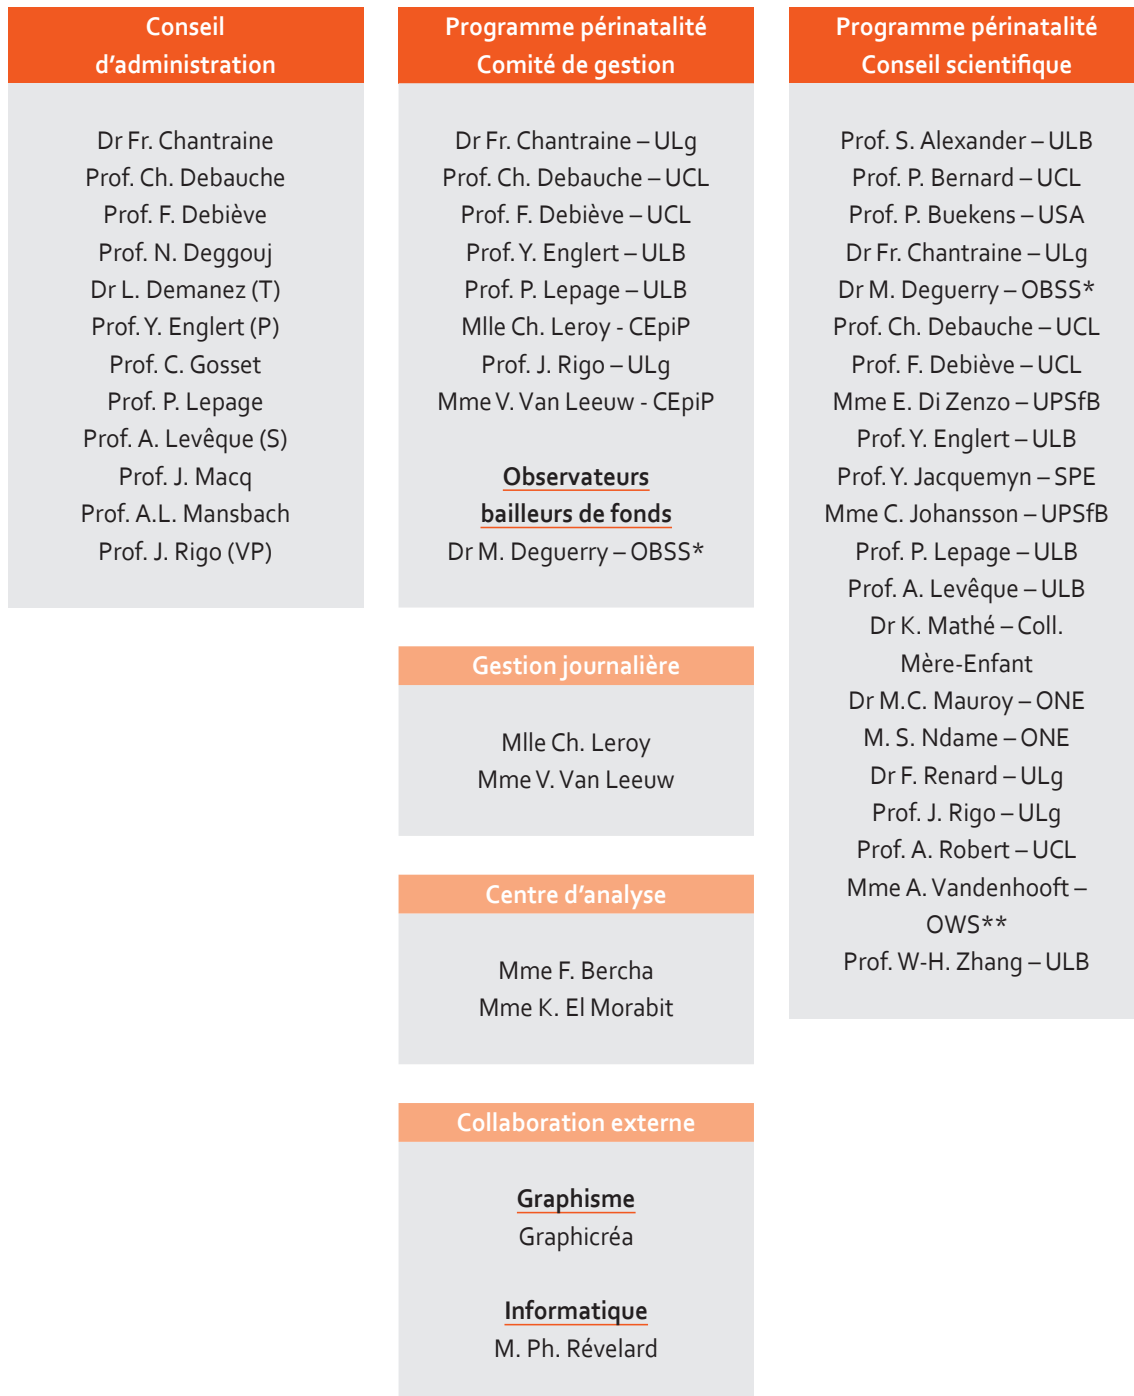 Conseil
d'administration
Dr Fr. Chantraine
Prof. Ch. Debauche
Prof. F. Debiève
Prof. N. Deggouj
Dr L. Demanez (T)
Prof. Y. Englert (P)
Prof. C. Gosset
Prof. P. Lepage
Prof. A. Levêque (S)
Prof. J. Macq
Prof. A.L. Mansbach
Prof. J. Rigo (VP)
Programme périnatalité
Comité de gestion
Dr Fr. Chantraine – ULg
Prof. Ch. Debauche – UCL
Prof. F. Debiève – UCL
Prof. Y. Englert – ULB
Prof. P. Lepage – ULB
Mlle Ch. Leroy - CEpiP
Prof. J. Rigo – ULg
Mme V. Van Leeuw - CEpiP
Observateurs
bailleurs de fonds
Dr M. Deguerry – OBSS*
Gestion journalière
Mlle Ch. Leroy
Mme V. Van Leeuw
Centre d'analyse
Mme F. Bercha
Mme K. El Morabit
Collaboration externe
Graphisme
Graphicréa
Informatique
M. Ph. Révelard
Programme périnatalité
Conseil scientifique
Prof. S. Alexander – ULB
Prof. P. Bernard – UCL
Prof. P. Buekens – USA
Dr Fr. Chantraine – ULg
Dr M. Deguerry – OBSS*
Prof. Ch. Debauche – UCL
Prof. F. Debiève – UCL
Mme E. Di Zenzo – UPSfB
Prof. Y. Englert – ULB
Prof. Y. Jacquemyn – SPE
Mme C. Johansson – UPSfB
Prof. P. Lepage – ULB
Prof. A. Levêque – ULB
Dr K. Mathé – Coll.
Mère-Enfant
Dr M.C. Mauroy – ONE
M. S. Ndame – ONE
Dr F. Renard – ULg
Prof. J. Rigo – ULg
Prof. A. Robert – UCL
Mme A. Vandenhooft –
OWS**
Prof. W-H. Zhang – ULB